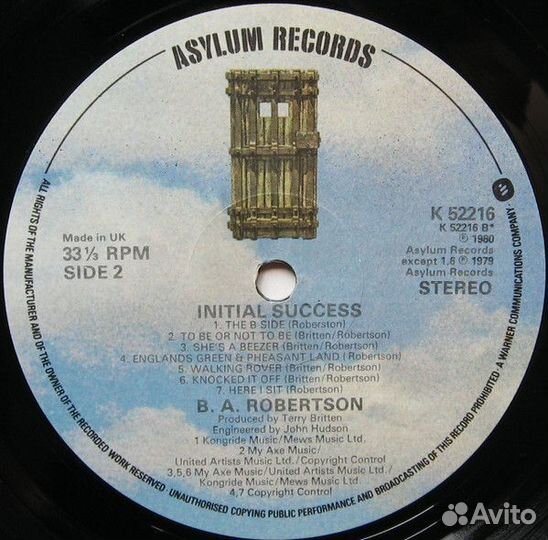 ASYLUM RECORDS
Made in UK
33⅓ RPM
SIDE 2
K 52216
K 52216 B*
℗ 1980
Asylum Records
except 1,6 ℗ 1979
Asylum Records
STEREO
INITIAL SUCCESS
1. THE B SIDE (Roberston)
2. TO BE OR NOT TO BE (Britten/Robertson)
3. SHE'S A BEEZER (Britten/Robertson)
4. ENGLANDS GREEN & PHEASANT LAND (Robertson)
5. WALKING ROVER (Britten/Robertson)
6. KNOCKED IT OFF (Britten/Robertson)
7. HERE I SIT (Robertson)
B. A. ROBERTSON
Produced by Terry Britten
Engineered by John Hudson
1 Kongride Music/Mews Music Ltd.
2 My Axe Music/
United Artists Music Ltd./Copyright Control
3,5,6 My Axe Music/United Artists Music Ltd./
Kongride Music/Mews Music Ltd.
4,7 Copyright Control
ALL RIGHTS OF THE MANUFACTURER AND OF THE OWNER OF THE RECORDED WORK RESERVED · UNAUTHORISED COPYING PUBLIC PERFORMANCE AND BROADCASTING OF THIS RECORD PROHIBITED · A WARNER COMMUNICATIONS COMPANY ·
Avito